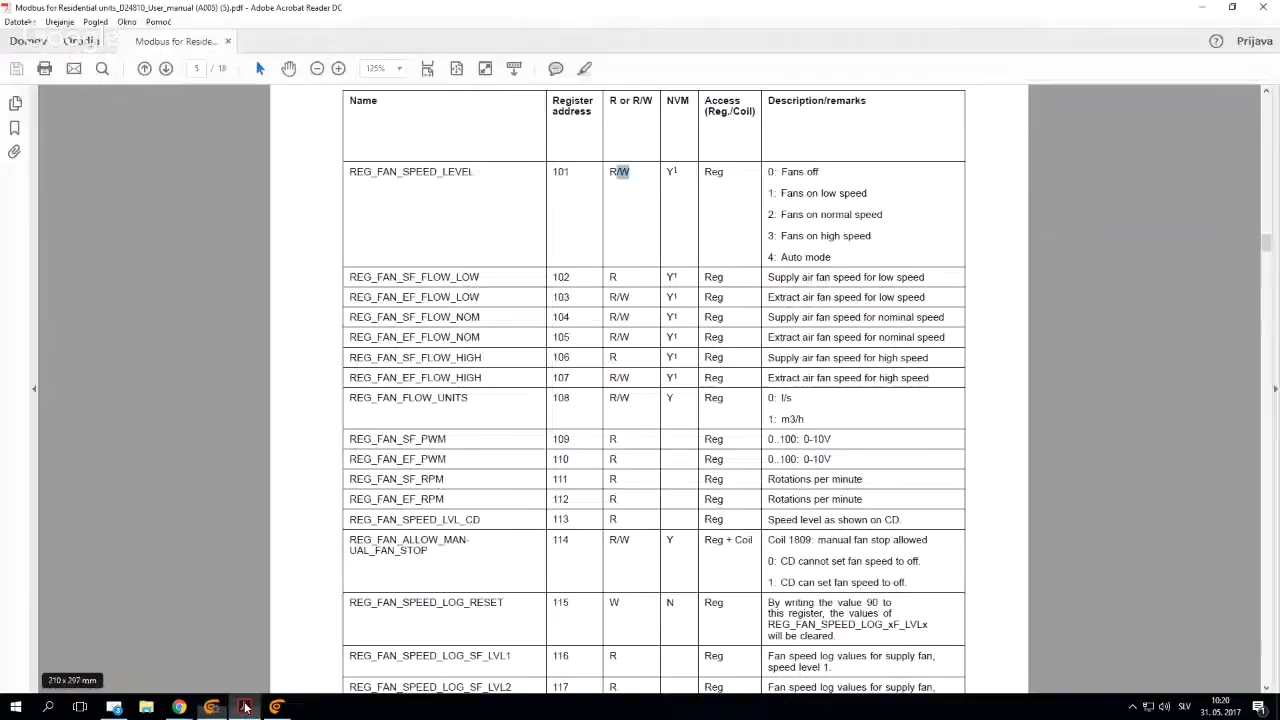 Modbus for Residential units_D24810_User_manual (A005) (5).pdf - Adobe Acrobat Reader DC
Datoteke Urejanje Pogled Okno Pomoč
Modbus for Reside... × Prijava
5 / 18 125%
Name Register address R or R/W NVM Access (Reg./Coil) Description/remarks
REG_FAN_SPEED_LEVEL 101 R/W Y1 Reg 0: Fans off
1: Fans on low speed
2: Fans on normal speed
3: Fans on high speed
4: Auto mode
REG_FAN_SF_FLOW_LOW 102 R Y1 Reg Supply air fan speed for low speed
REG_FAN_EF_FLOW_LOW 103 R/W Y1 Reg Extract air fan speed for low speed
REG_FAN_SF_FLOW_NOM 104 R/W Y1 Reg Supply air fan speed for nominal speed
REG_FAN_EF_FLOW_NOM 105 R/W Y1 Reg Extract air fan speed for nominal speed
REG_FAN_SF_FLOW_HIGH 106 R Y1 Reg Supply air fan speed for high speed
REG_FAN_EF_FLOW_HIGH 107 R/W Y1 Reg Extract air fan speed for high speed
REG_FAN_FLOW_UNITS 108 R/W Y Reg 0: l/s
1: m3/h
REG_FAN_SF_PWM 109 R Reg 0..100: 0-10V
REG_FAN_EF_PWM 110 R Reg 0..100: 0-10V
REG_FAN_SF_RPM 111 R Reg Rotations per minute
REG_FAN_EF_RPM 112 R Reg Rotations per minute
REG_FAN_SPEED_LVL_CD 113 R Reg Speed level as shown on CD.
REG_FAN_ALLOW_MAN- 114 R/W Y Reg + Coil Coil 1809: manual fan stop allowed
UAL_FAN_STOP
0: CD cannot set fan speed to off.
1: CD can set fan speed to off.
REG_FAN_SPEED_LOG_RESET 115 W N Reg By writing the value 90 to
this register, the values of
REG_FAN_SPEED_LOG_xF_LVLx
will be cleared.
REG_FAN_SPEED_LOG_SF_LVL1 116 R Reg Fan speed log values for supply fan,
speed level 1.
210 x 297 mm
REG_FAN_SPEED_LOG_SF_LVL2 117 R Reg Fan speed log values for supply fan,
SLV 10:20
31. 05. 2017